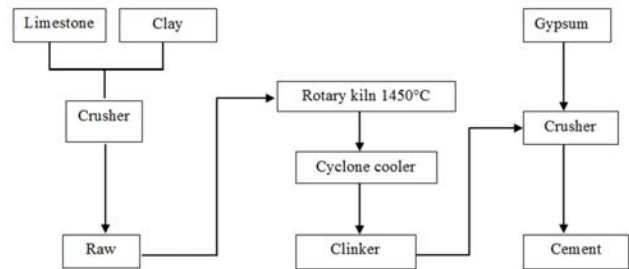 Limestone
Clay
Crusher
Raw
Rotary kiln 1450°C
Cyclone cooler
Clinker
Gypsum
Crusher
Cement